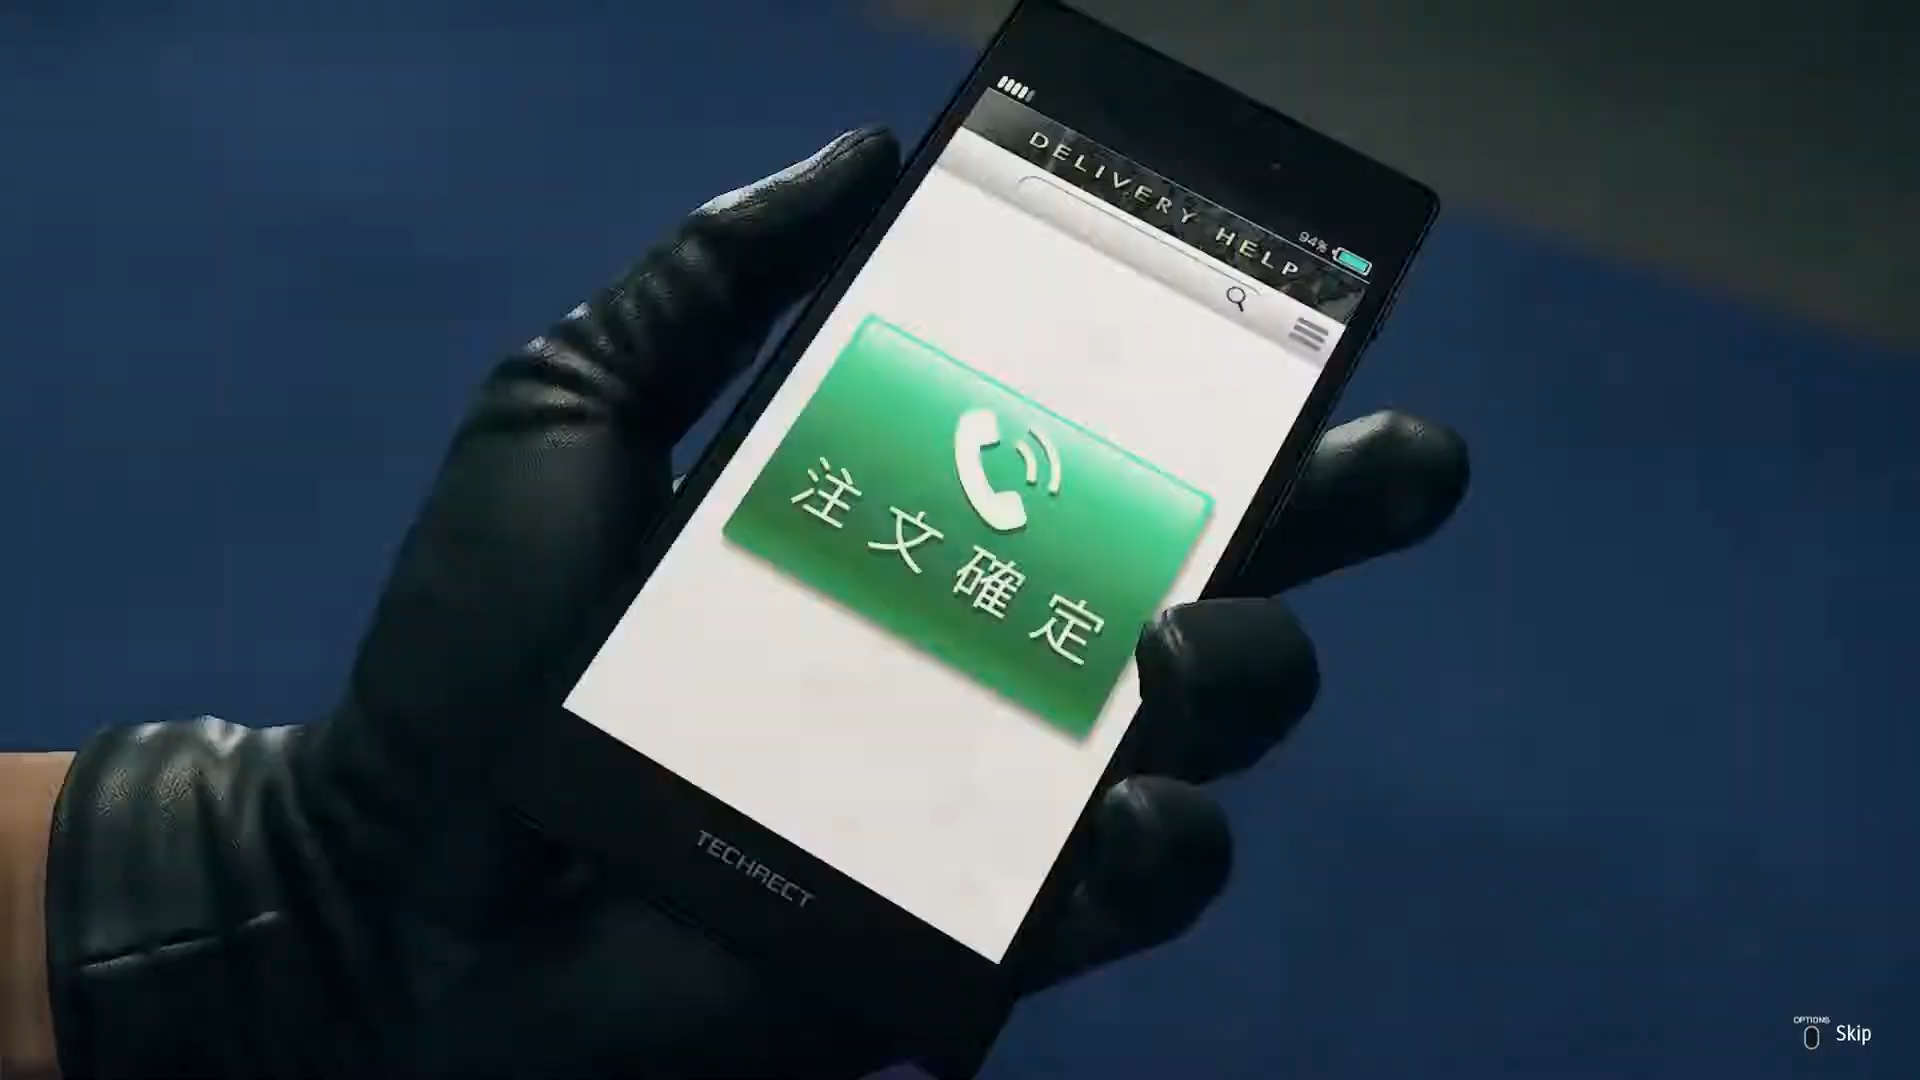 DELIVERY HELP
94%
注文確定
TECHRECT
OPTIONS
Skip